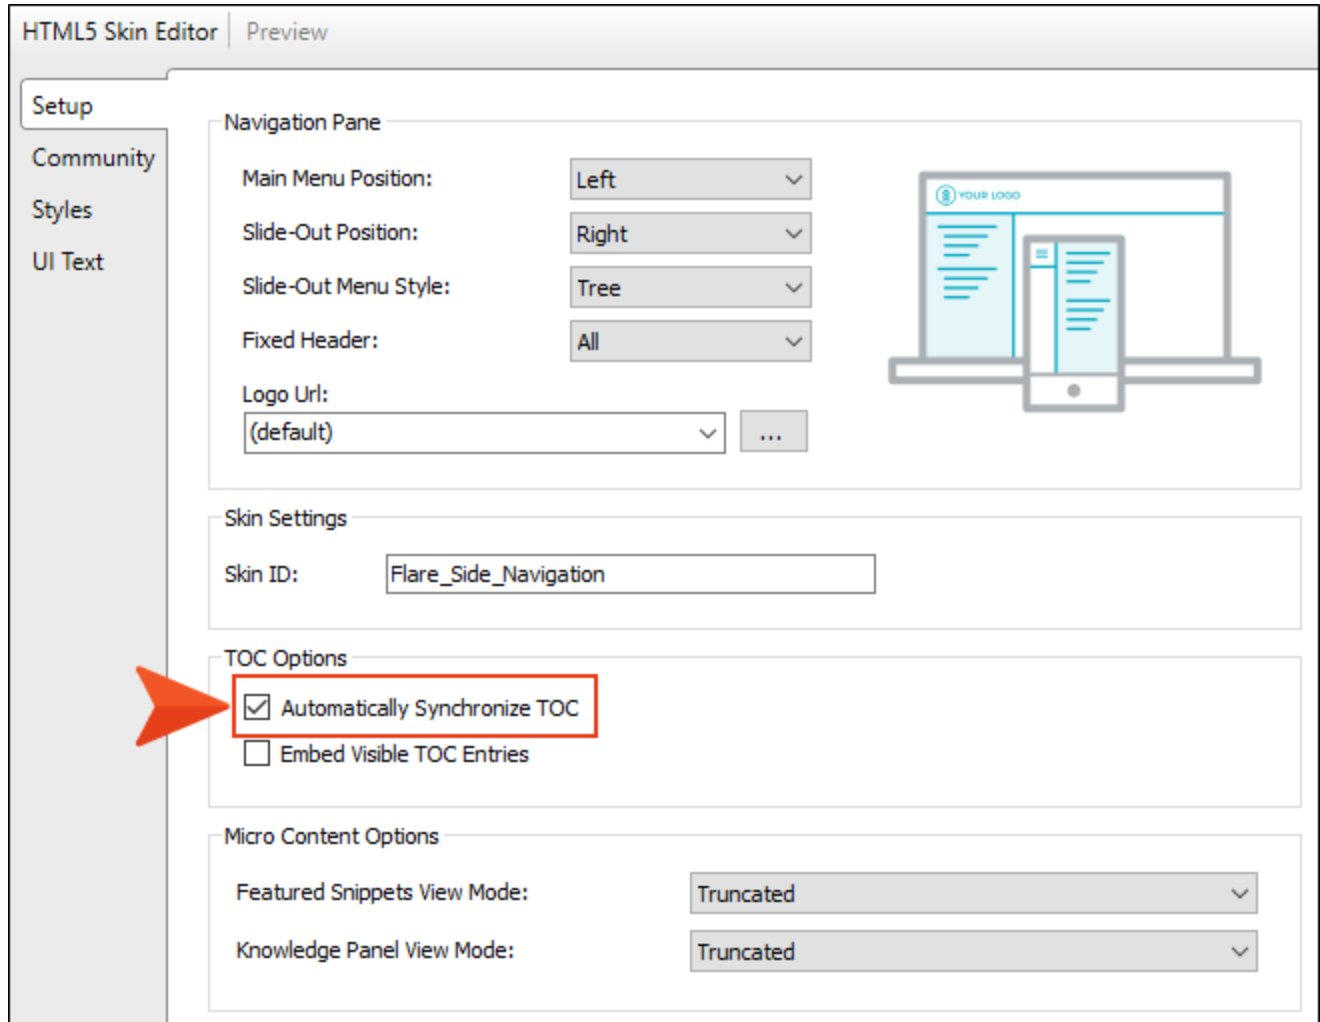 HTML5 Skin Editor Preview
Setup
Community
Styles
UI Text
Navigation Pane
Main Menu Position: Left
Slide-Out Position: Right
Slide-Out Menu Style: Tree
Fixed Header: All
Logo Url:
(default) ...
YOUR LOGO
Skin Settings
Skin ID: Flare_Side_Navigation
TOC Options
Automatically Synchronize TOC
Embed Visible TOC Entries
Micro Content Options
Featured Snippets View Mode: Truncated
Knowledge Panel View Mode: Truncated